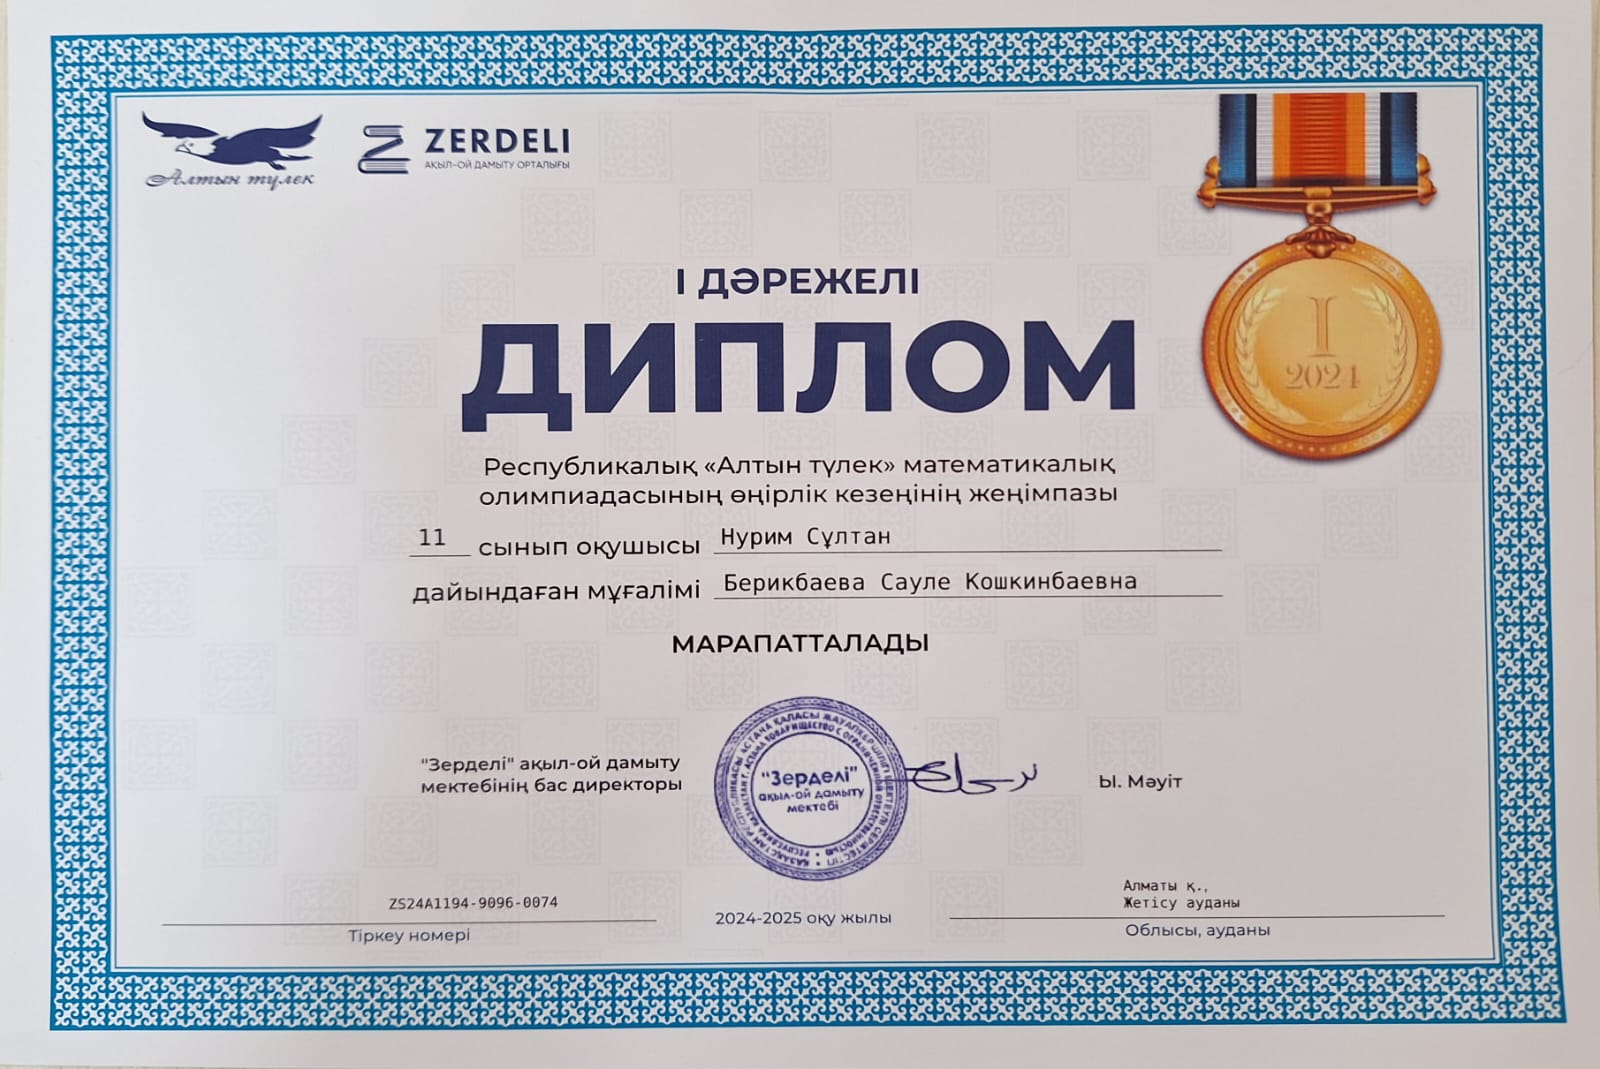 Алтын түлек
ZERDELI
АҚЫЛ-ОЙ ДАМЫТУ ОРТАЛЫҒЫ
I
2024
I ДӘРЕЖЕЛІ
ДИПЛОМ
Республикалық «Алтын түлек» математикалық
олимпиадасының өңірлік кезеңінің жеңімпазы
11 сынып оқушысы Нурим Сұлтан
дайындаған мұғалімі Берикбаева Сауле Кошкинбаевна
МАРАПАТТАЛАДЫ
"Зерделі" ақыл-ой дамыту
мектебінің бас директоры
"Зерделі"
ақыл-ой дамыту
мектебі
Ы. Мәуіт
ZS24A1194-9096-0074
Тіркеу номері
2024-2025 оқу жылы
Алматы қ.,
Жетісу ауданы
Облысы, ауданы